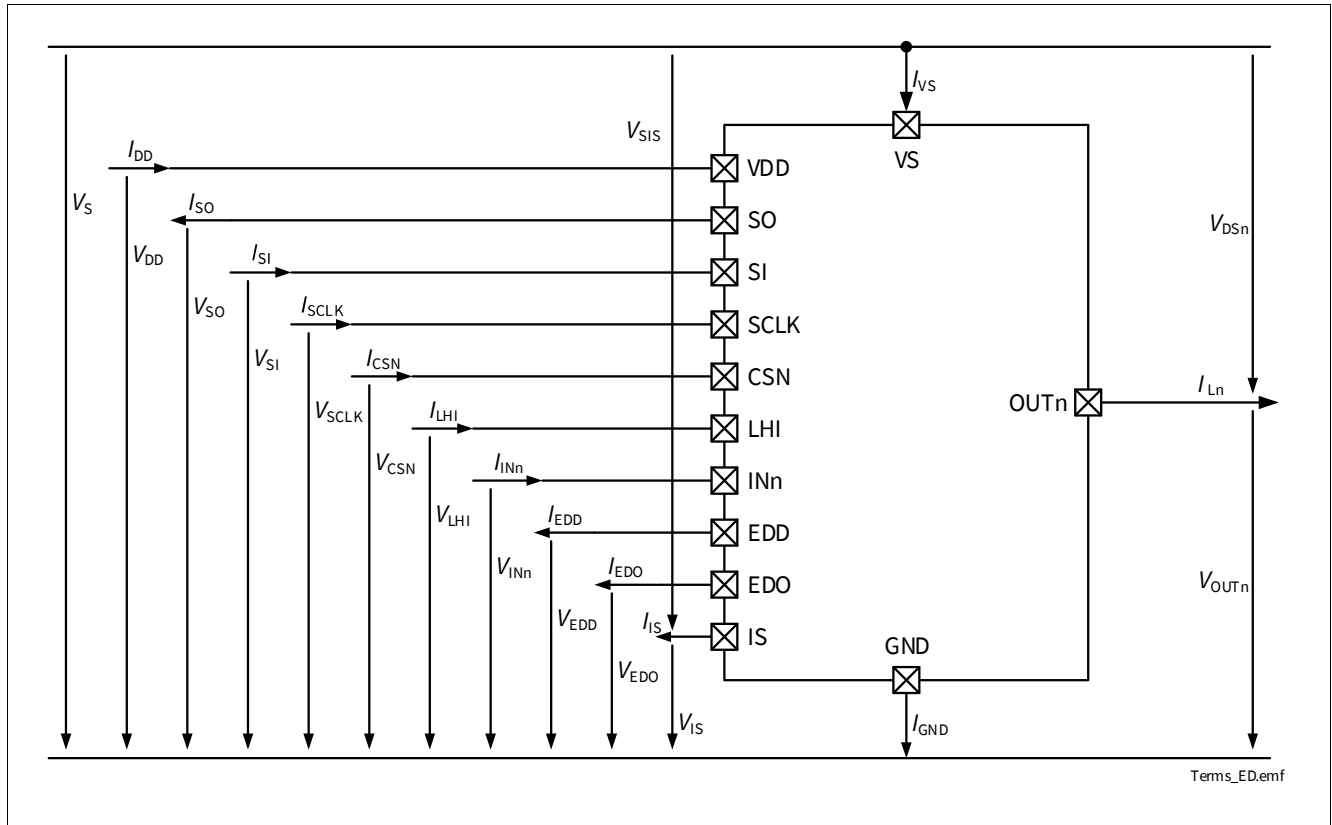 I_VS
V_SIS
VS
I_DD
VDD
V_S
I_SO
SO
V_DSn
V_DD
I_SI
SI
V_SO
I_SCLK
SCLK
V_SI
I_CSN
CSN
I_Ln
OUTn
V_SCLK
I_LHI
LHI
V_CSN
I_INn
INn
V_LHI
I_EDD
EDD
V_INn
I_EDO
EDO
V_OUTn
V_EDD
I_IS
IS
GND
V_EDO
V_IS
I_GND
Terms_ED.emf